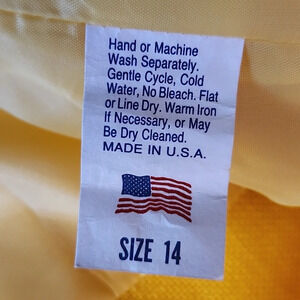 Hand or Machine
Wash Separately.
Gentle Cycle, Cold
Water, No Bleach. Flat
or Line Dry. Warm Iron
If Necessary, or May
Be Dry Cleaned.
MADE IN U.S.A.
SIZE 14